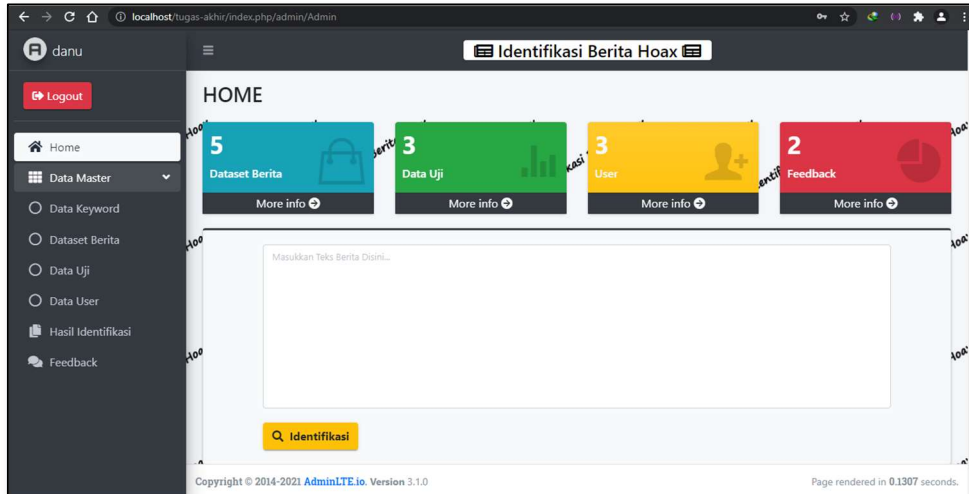 localhost/tugas-akhir/index.php/admin/Admin
danu
Identifikasi Berita Hoax
Logout
HOME
Home
Data Master
Data Keyword
Dataset Berita
Data Uji
Data User
Hasil Identifikasi
Feedback
5
Dataset Berita
More info
3
Data Uji
More info
3
User
More info
2
Feedback
More info
Masukkan Teks Berita Disini...
Identifikasi
Copyright © 2014-2021 AdminLTE.io. Version 3.1.0
Page rendered in 0.1307 seconds.